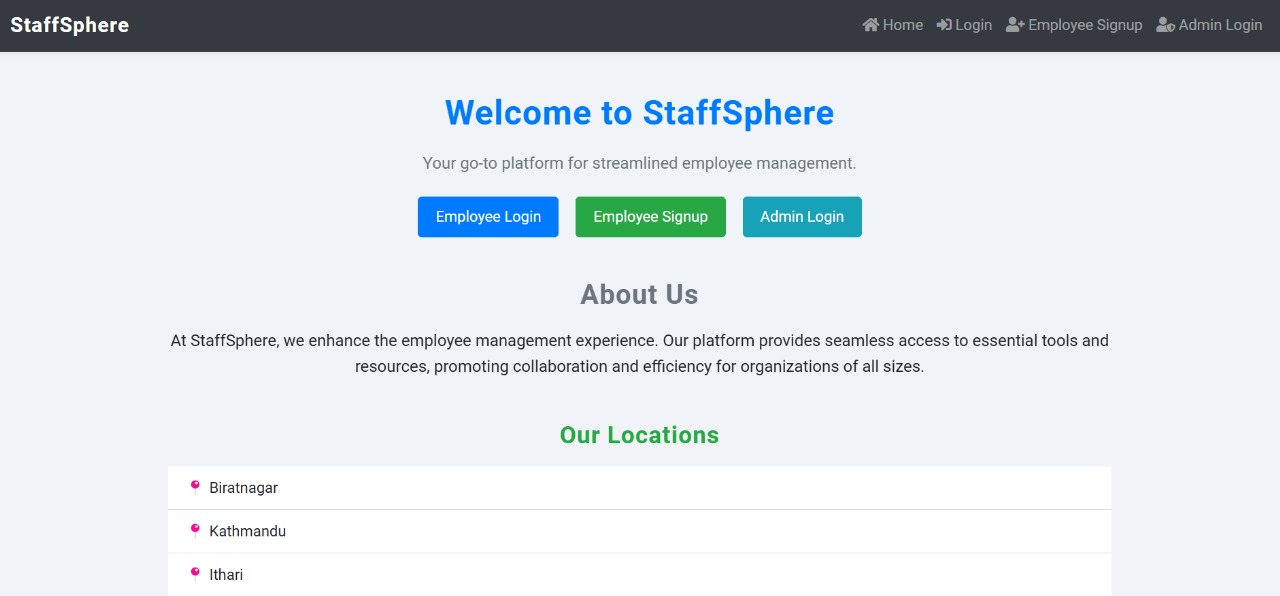 StaffSphere
Home Login Employee Signup Admin Login
Welcome to StaffSphere
Your go-to platform for streamlined employee management.
Employee Login Employee Signup Admin Login
About Us
At StaffSphere, we enhance the employee management experience. Our platform provides seamless access to essential tools and
resources, promoting collaboration and efficiency for organizations of all sizes.
Our Locations
Biratnagar
Kathmandu
Ithari